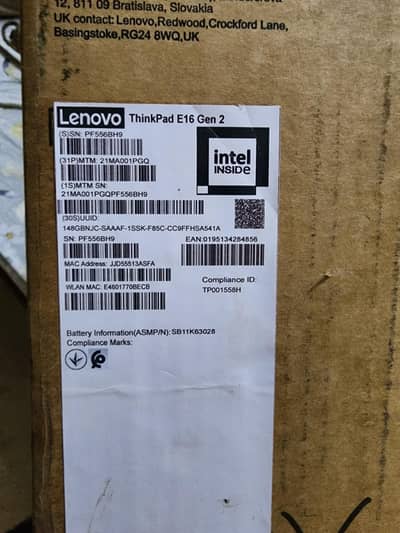 12, 811 09 Bratislava, Slovakia
UK contact: Lenovo,Redwood,Crockford Lane,
Basingstoke,RG24 8WQ,UK
Lenovo ThinkPad E16 Gen 2
(S)SN: PF556BH9
(31P)MTM: 21MA001PGQ
(1S)MTM SN:
21MA001PGQPF556BH9
intel
INSIDE
(30S)UUID:
148GBNJC-SAAAF-1SSK-F85C-CC9FFHSA541A
SN: PF556BH9
EAN:0195134284856
MAC Address: JJD55513ASFA
WLAN MAC: E4601770BECB
Compliance ID:
TP001558H
Battery Information(ASMP/N): SB11K63028
Compliance Marks: